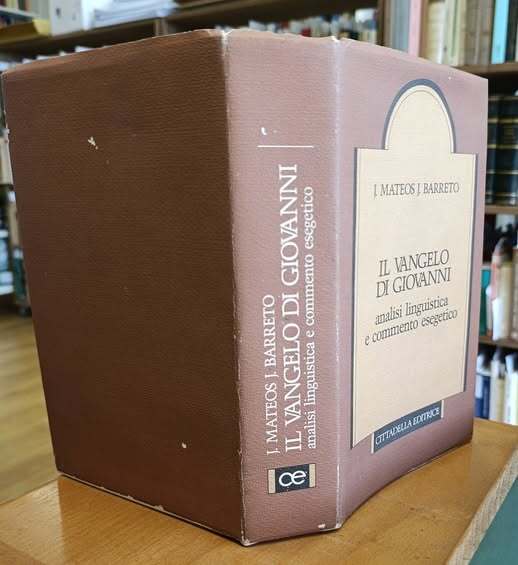 J. MATEOS J. BARRETO
IL VANGELO DI GIOVANNI
analisi linguistica e commento esegetico
ce
J. MATEOS J. BARRETO
IL VANGELO
DI GIOVANNI
analisi linguistica
e commento esegetico
CITTADELLA EDITRICE